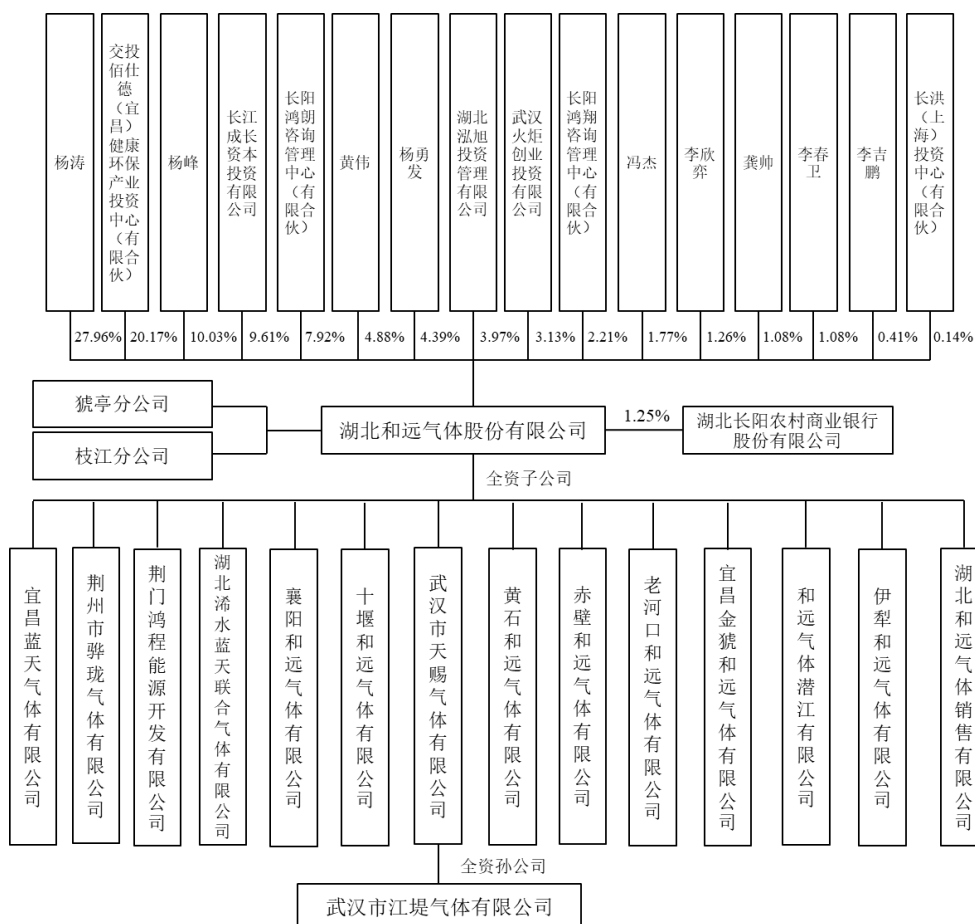 杨涛
交投佰仕德（宜昌）健康环保产业投资中心（有限合伙）
杨峰
长江成长资本投资有限公司
长阳鸿朗咨询管理中心（有限合伙）
黄伟
杨勇发
湖北泓旭投资管理有限公司
武汉火炬创业投资有限公司
长阳鸿翔咨询管理中心（有限合伙）
冯杰
李欣弈
龚帅
李春卫
李吉鹏
长洪（上海）投资中心（有限合伙）
27.96% 20.17% 10.03% 9.61% 7.92% 4.88% 4.39% 3.97% 3.13% 2.21% 1.77% 1.26% 1.08% 1.08% 0.41% 0.14%
猇亭分公司
枝江分公司
湖北和远气体股份有限公司
1.25%
湖北长阳农村商业银行
股份有限公司
全资子公司
宜昌蓝天气体有限公司
荆州市骅珑气体有限公司
荆门鸿程能源开发有限公司
湖北浠水蓝天联合气体有限公司
襄阳和远气体有限公司
十堰和远气体有限公司
武汉市天赐气体有限公司
黄石和远气体有限公司
赤壁和远气体有限公司
老河口和远气体有限公司
宜昌金猇和远气体有限公司
和远气体潜江有限公司
伊犁和远气体有限公司
湖北和远气体销售有限公司
全资孙公司
武汉市江堤气体有限公司